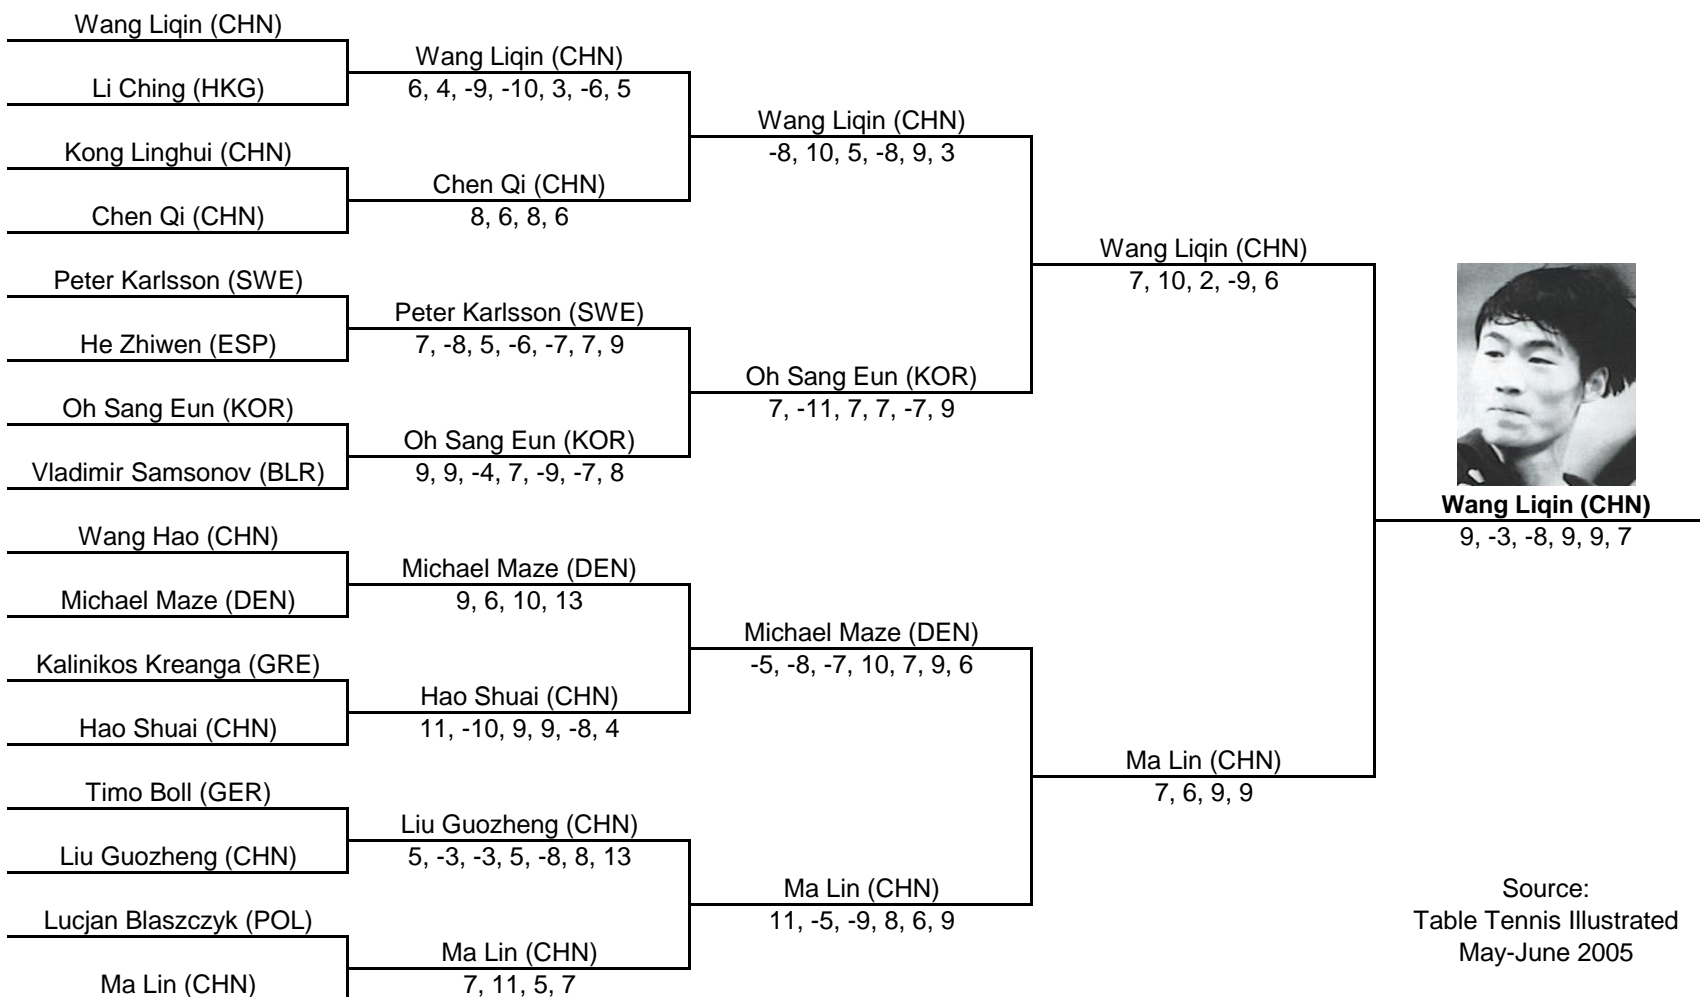 Wang Liqin (CHN)
Li Ching (HKG)
Kong Linghui (CHN)
Chen Qi (CHN)
Peter Karlsson (SWE)
He Zhiwen (ESP)
Oh Sang Eun (KOR)
Vladimir Samsonov (BLR)
Wang Hao (CHN)
Michael Maze (DEN)
Kalinikos Kreanga (GRE)
Hao Shuai (CHN)
Timo Boll (GER)
Liu Guozheng (CHN)
Lucjan Blaszczyk (POL)
Ma Lin (CHN)
Wang Liqin (CHN)
6, 4, -9, -10, 3, -6, 5
Chen Qi (CHN)
8, 6, 8, 6
Peter Karlsson (SWE)
7, -8, 5, -6, -7, 7, 9
Oh Sang Eun (KOR)
9, 9, -4, 7, -9, -7, 8
Michael Maze (DEN)
9, 6, 10, 13
Hao Shuai (CHN)
11, -10, 9, 9, -8, 4
Liu Guozheng (CHN)
5, -3, -3, 5, -8, 8, 13
Ma Lin (CHN)
7, 11, 5, 7
Wang Liqin (CHN)
-8, 10, 5, -8, 9, 3
Oh Sang Eun (KOR)
7, -11, 7, 7, -7, 9
Michael Maze (DEN)
-5, -8, -7, 10, 7, 9, 6
Ma Lin (CHN)
11, -5, -9, 8, 6, 9
Wang Liqin (CHN)
7, 10, 2, -9, 6
Ma Lin (CHN)
7, 6, 9, 9
Wang Liqin (CHN)
9, -3, -8, 9, 9, 7
Source:
Table Tennis Illustrated
May-June 2005